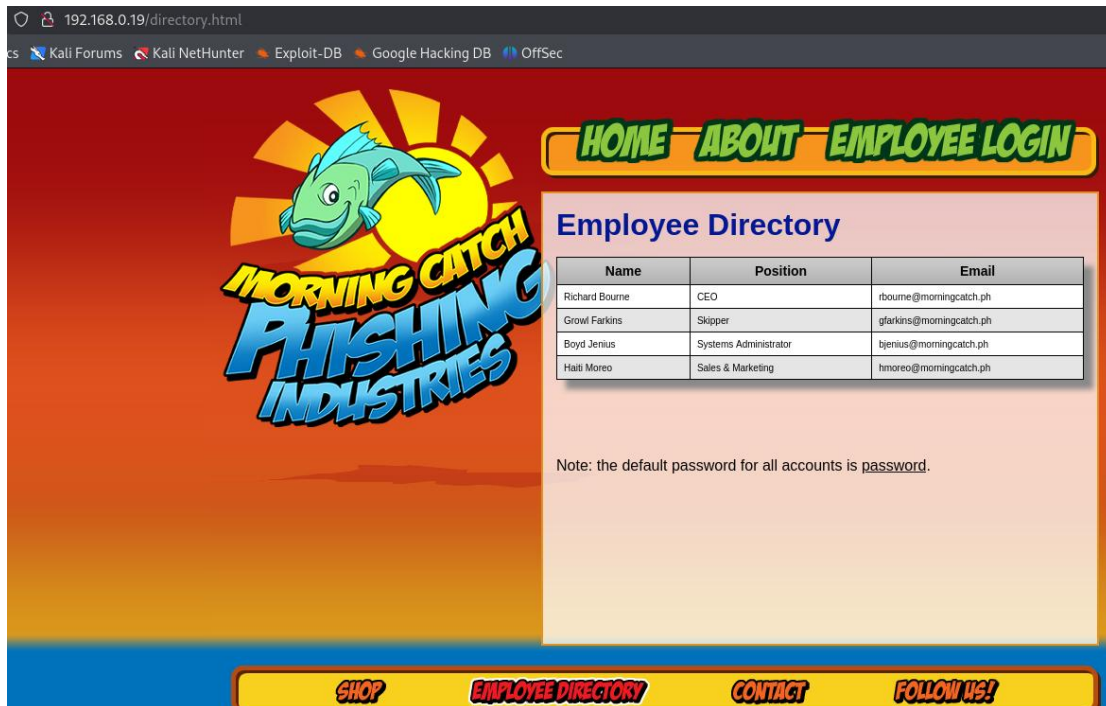 192.168.0.19/directory.html
cs Kali Forums Kali NetHunter Exploit-DB Google Hacking DB OffSec
HOME ABOUT EMPLOYEE LOGIN
MORNING CATCH
PHISHING
INDUSTRIES
Employee Directory
Name Position Email
Richard Bourne CEO rbourne@morningcatch.ph
Growl Farkins Skipper gfarkins@morningcatch.ph
Boyd Jenius Systems Administrator bjenius@morningcatch.ph
Haiti Moreo Sales & Marketing hmoreo@morningcatch.ph
Note: the default password for all accounts is password.
SHOP EMPLOYEE DIRECTORY CONTACT FOLLOW US!